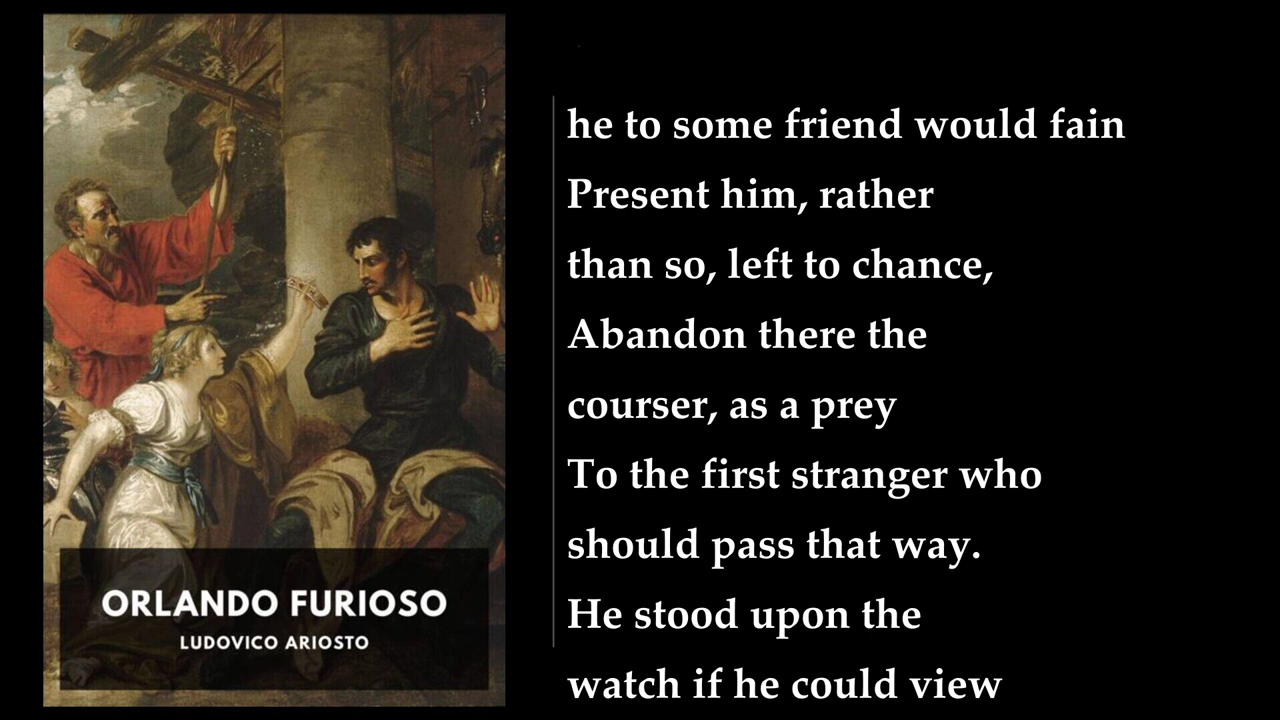 ORLANDO FURIOSO
LUDOVICO ARIOSTO
he to some friend would fain
Present him, rather
than so, left to chance,
Abandon there the
courser, as a prey
To the first stranger who
should pass that way.
He stood upon the
watch if he could view